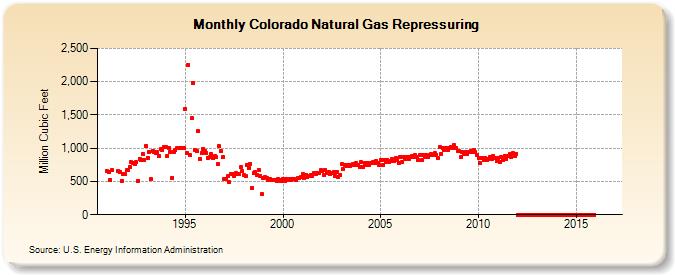 Monthly Colorado Natural Gas Repressuring
Million Cubic Feet
2,500
2,000
1,500
1,000
500
0
1995 2000 2005 2010 2015
Source: U.S. Energy Information Administration